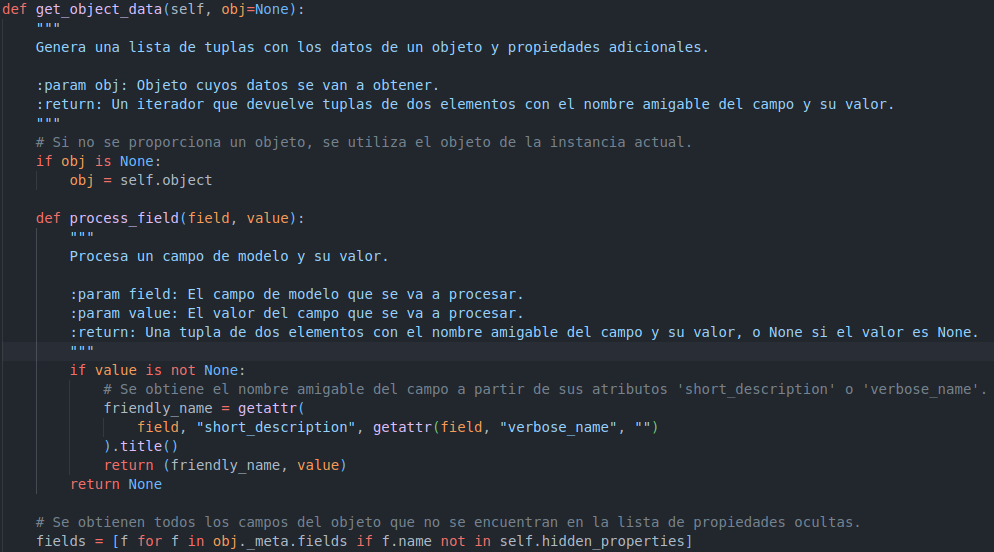 def get_object_data(self, obj=None):
    """
    Genera una lista de tuplas con los datos de un objeto y propiedades adicionales.

    :param obj: Objeto cuyos datos se van a obtener.
    :return: Un iterador que devuelve tuplas de dos elementos con el nombre amigable del campo y su valor.
    """
    # Si no se proporciona un objeto, se utiliza el objeto de la instancia actual.
    if obj is None:
        obj = self.object

    def process_field(field, value):
        """
        Procesa un campo de modelo y su valor.

        :param field: El campo de modelo que se va a procesar.
        :param value: El valor del campo que se va a procesar.
        :return: Una tupla de dos elementos con el nombre amigable del campo y su valor, o None si el valor es None.
        """
        if value is not None:
            # Se obtiene el nombre amigable del campo a partir de sus atributos 'short_description' o 'verbose_name'.
            friendly_name = getattr(
                field, "short_description", getattr(field, "verbose_name", "")
            ).title()
            return (friendly_name, value)
        return None

    # Se obtienen todos los campos del objeto que no se encuentran en la lista de propiedades ocultas.
    fields = [f for f in obj._meta.fields if f.name not in self.hidden_properties]